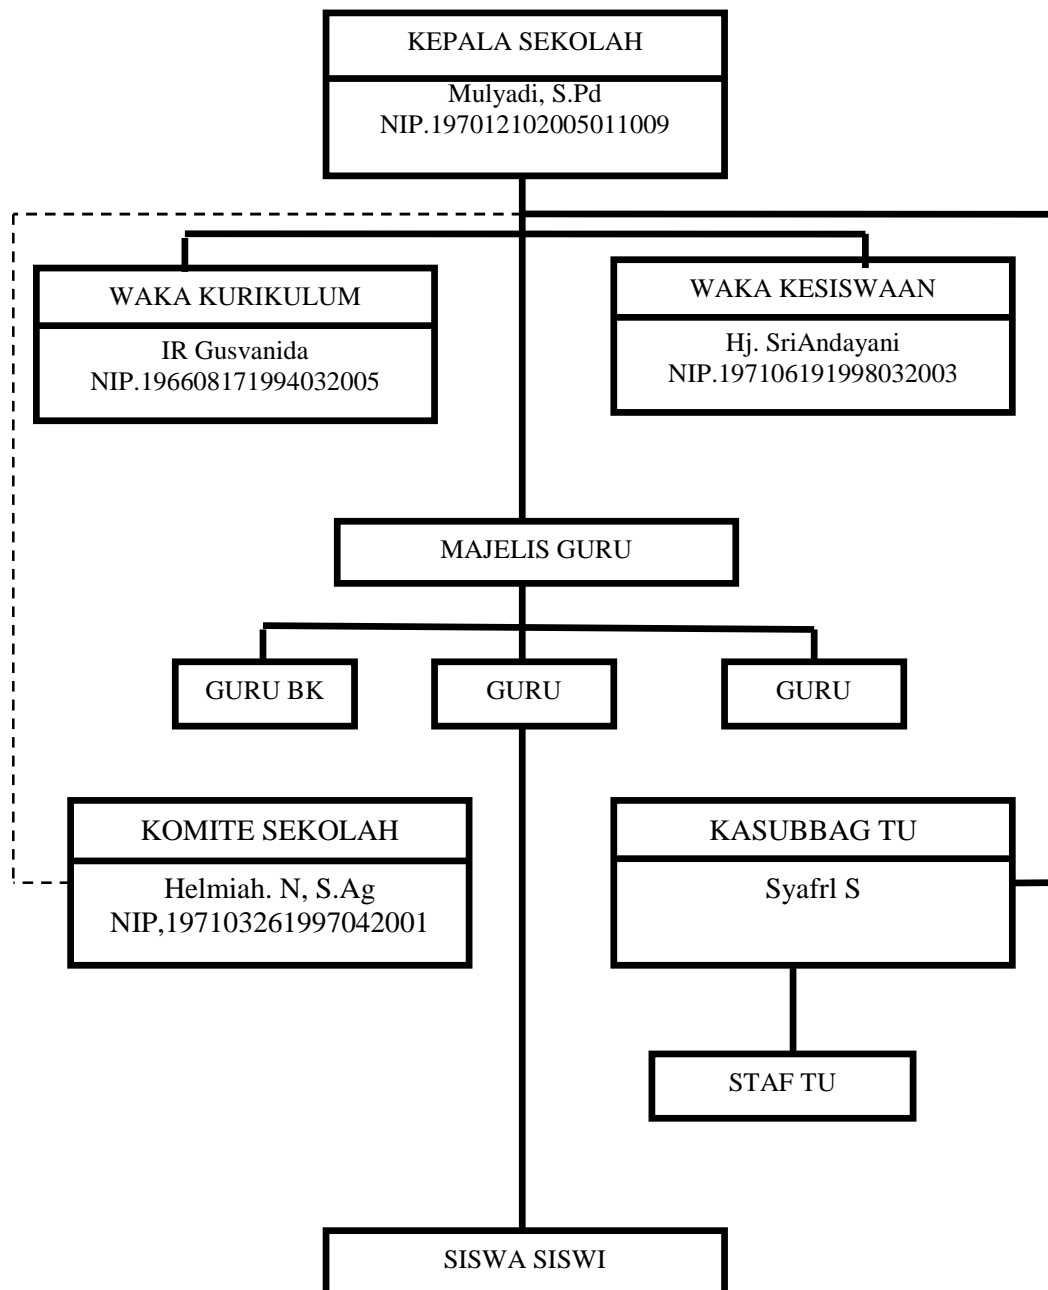 KEPALA SEKOLAH
Mulyadi, S.Pd
NIP.197012102005011009
WAKA KURIKULUM
IR Gusvanida
NIP.196608171994032005
WAKA KESISWAAN
Hj. SriAndayani
NIP.197106191998032003
MAJELIS GURU
GURU BK
GURU
GURU
KOMITE SEKOLAH
Helmiah. N, S.Ag
NIP,197103261997042001
KASUBBAG TU
Syafrl S
STAF TU
SISWA SISWI